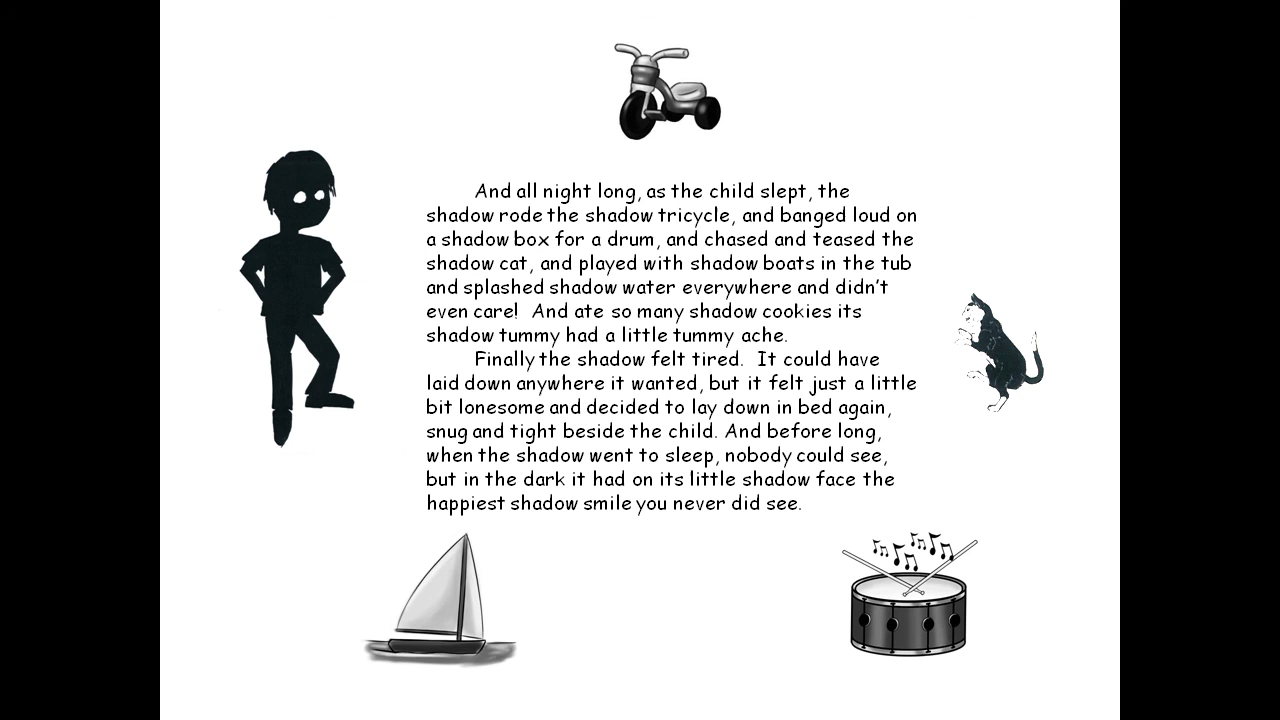 And all night long, as the child slept, the
shadow rode the shadow tricycle, and banged loud on
a shadow box for a drum, and chased and teased the
shadow cat, and played with shadow boats in the tub
and splashed shadow water everywhere and didn't
even care!  And ate so many shadow cookies its
shadow tummy had a little tummy ache.
Finally the shadow felt tired.  It could have
laid down anywhere it wanted, but it felt just a little
bit lonesome and decided to lay down in bed again,
snug and tight beside the child. And before long,
when the shadow went to sleep, nobody could see,
but in the dark it had on its little shadow face the
happiest shadow smile you never did see.